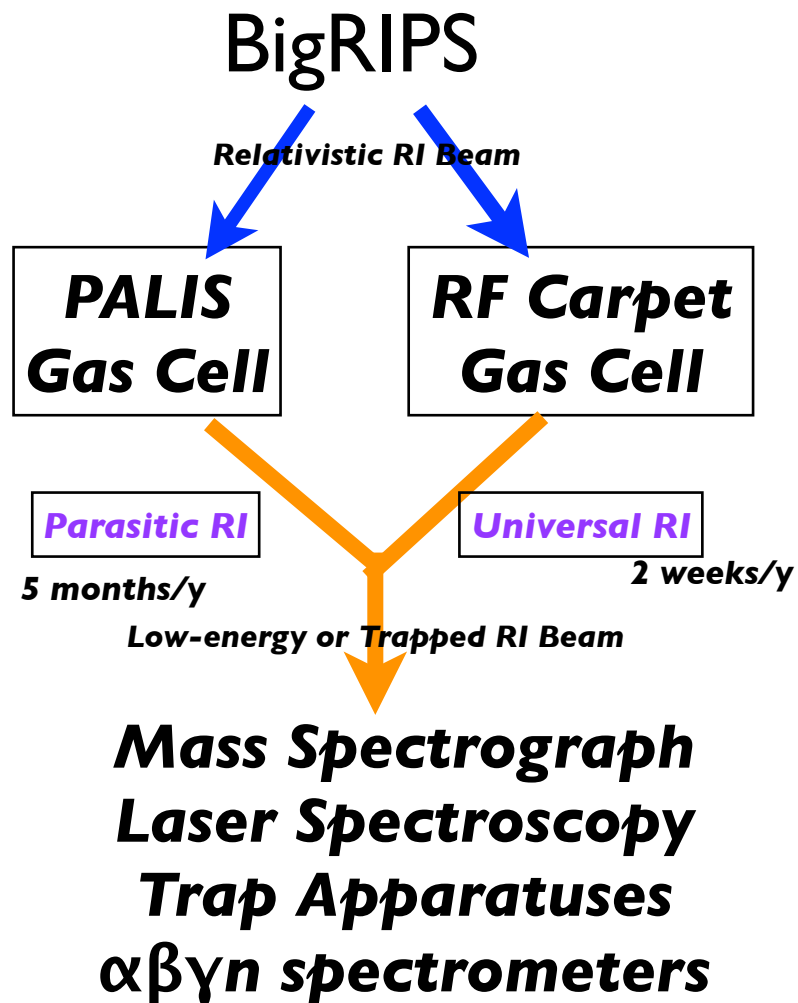 BigRIPS
Relativistic RI Beam
PALIS
Gas Cell
RF Carpet
Gas Cell
Parasitic RI
5 months/y
Universal RI
2 weeks/y
Low-energy or Trapped RI Beam
Mass Spectrograph
Laser Spectroscopy
Trap Apparatuses
αβγn spectrometers